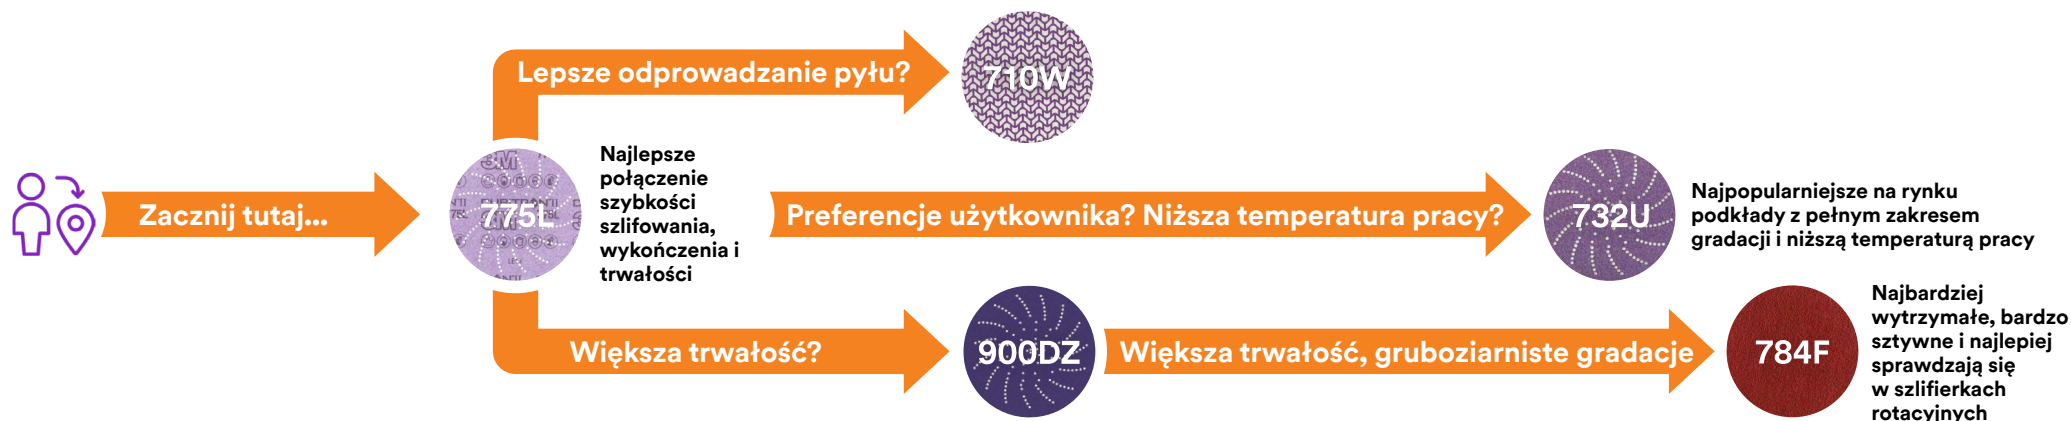 Lepsze odprowadzanie pyłu?
710W
Zacznij tutaj...
3M
775L
Najlepsze
połączenie
szybkości
szlifowania,
wykończenia i
trwałości
Preferencje użytkownika? Niższa temperatura pracy?
732U
Najpopularniejsze na rynku
podkłady z pełnym zakresem
gradacji i niższą temperaturą pracy
Większa trwałość?
900DZ
Większa trwałość, gruboziarniste gradacje
784F
Najbardziej
wytrzymałe, bardzo
sztywne i najlepiej
sprawdzają się
w szlifierkach
rotacyjnych